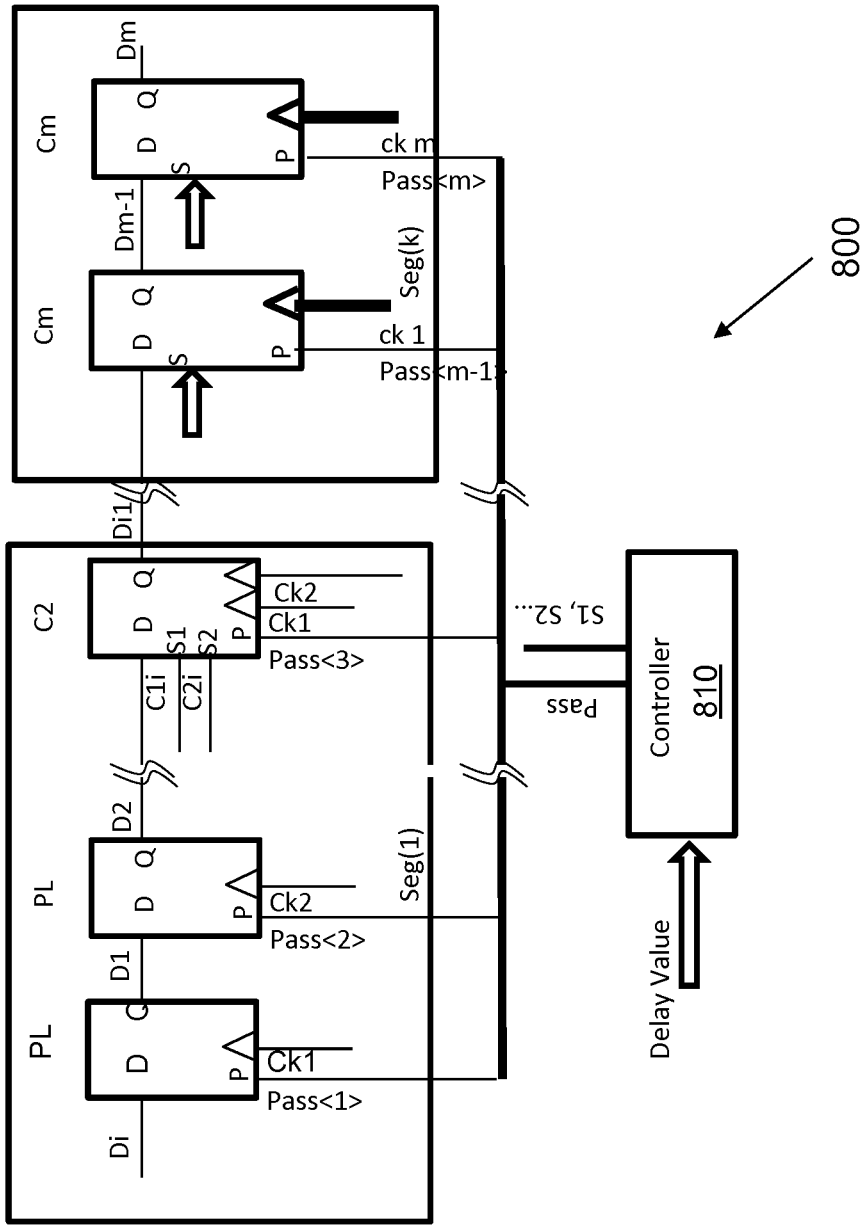 PL
PL
C2
Cm
Cm
Di
D
Q
D1
D
Q
D2
C1i
C2i
D
Q
S1
S2
Di1
D
Q
S
Dm-1
D
Q
S
Dm
P
Ck1
Pass<1>
P
Ck2
Pass<2>
Seg(1)
P
Ck1
Ck2
Pass<3>
P
ck 1
Pass<m-1>
Seg(k)
P
ck m
Pass<m>
Pass
S1, S2...
Delay Value
Controller
810
800